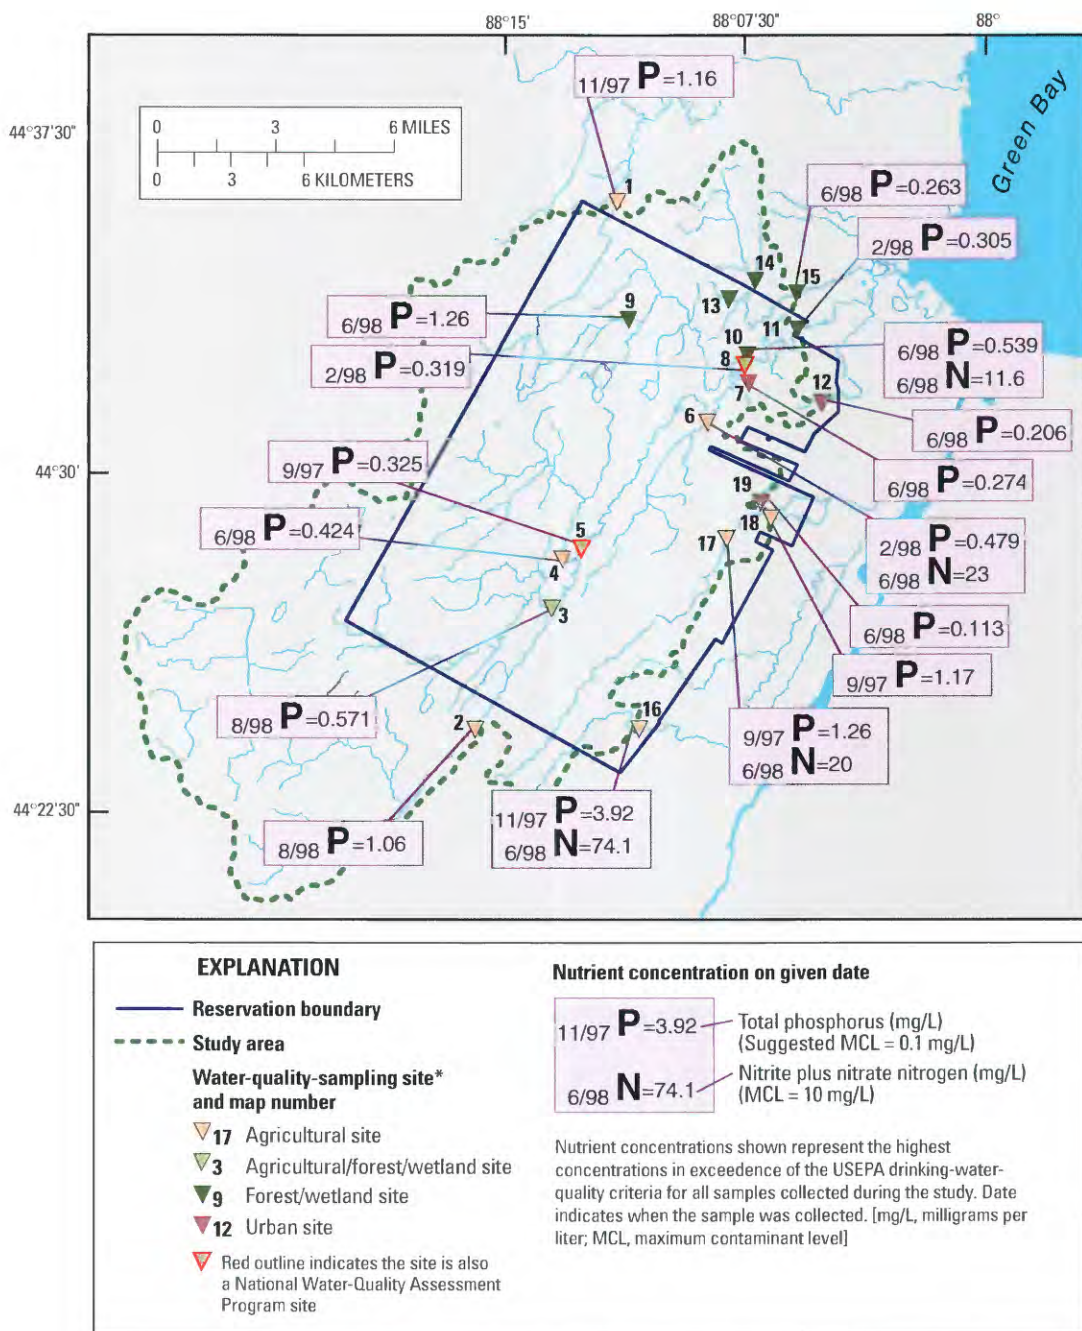 88°15'
88°07'30"
88°
44°37'30"
44°30'
44°22'30"
0 3 6 MILES
0 3 6 KILOMETERS
Green Bay
11/97 P=1.16
6/98 P=0.263
2/98 P=0.305
6/98 P=1.26
2/98 P=0.319
6/98 P=0.539
6/98 N=11.6
6/98 P=0.206
6/98 P=0.274
9/97 P=0.325
6/98 P=0.424
2/98 P=0.479
6/98 N=23
6/98 P=0.113
9/97 P=1.17
8/98 P=0.571
9/97 P=1.26
6/98 N=20
11/97 P=3.92
6/98 N=74.1
8/98 P=1.06
1
14
15
13
9
11
10
8
7
12
6
19
18
17
5
4
3
16
2
EXPLANATION
Reservation boundary
Study area
Water-quality-sampling site*
and map number
17 Agricultural site
3 Agricultural/forest/wetland site
9 Forest/wetland site
12 Urban site
Red outline indicates the site is also
a National Water-Quality Assessment
Program site
Nutrient concentration on given date
11/97 P=3.92
Total phosphorus (mg/L)
(Suggested MCL = 0.1 mg/L)
6/98 N=74.1
Nitrite plus nitrate nitrogen (mg/L)
(MCL = 10 mg/L)
Nutrient concentrations shown represent the highest
concentrations in exceedence of the USEPA drinking-water-
quality criteria for all samples collected during the study. Date
indicates when the sample was collected. [mg/L, milligrams per
liter; MCL, maximum contaminant level]